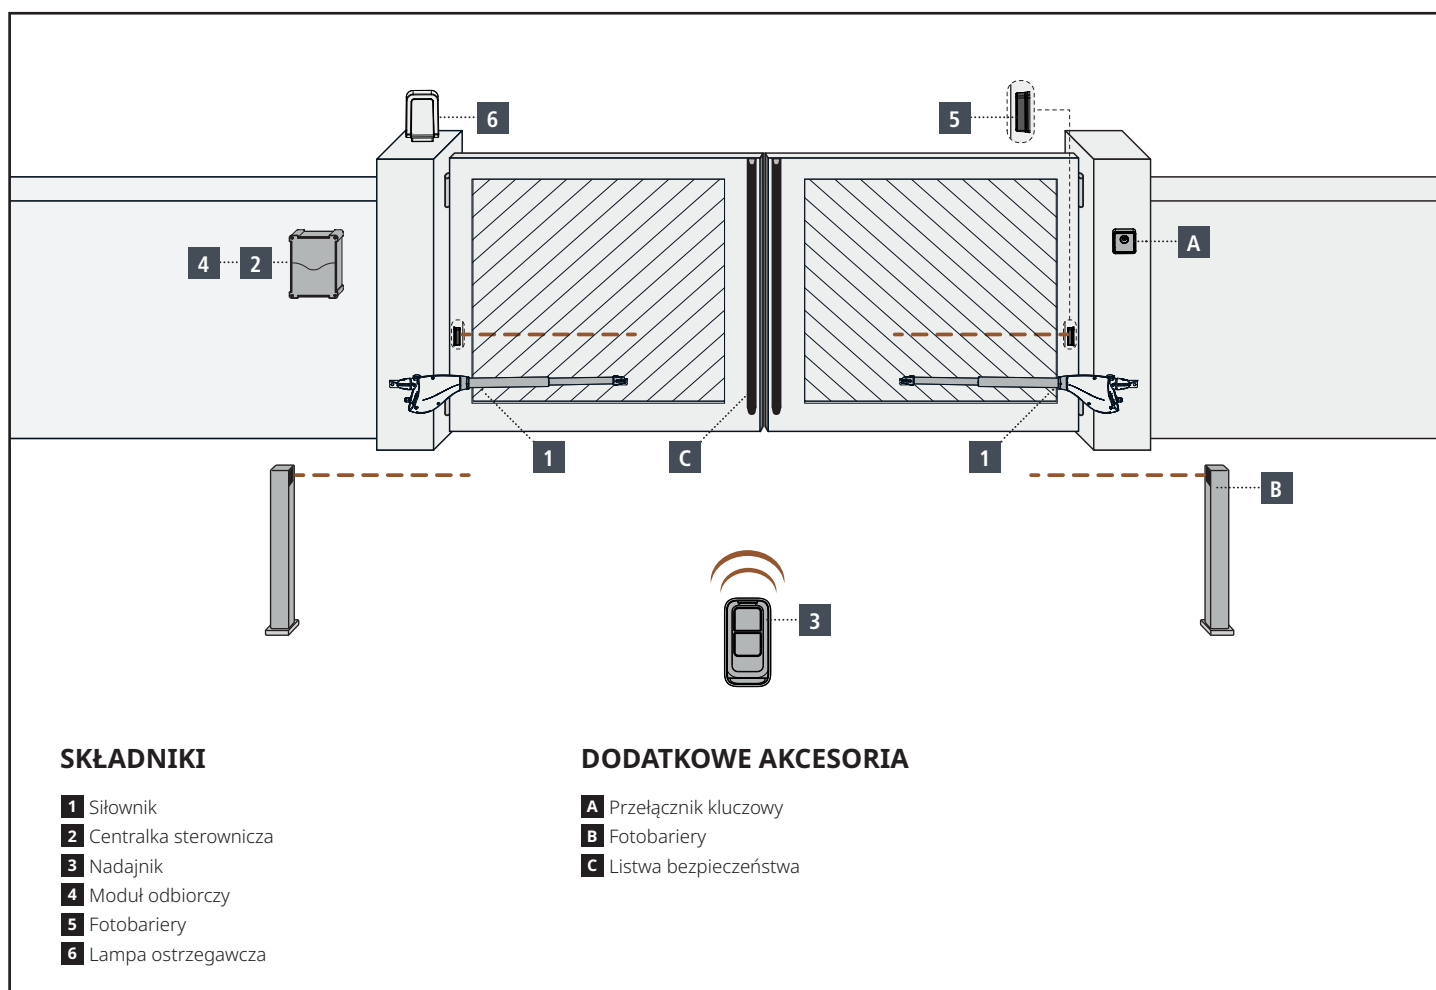 6
5
4 2
A
1
C
1
B
3
SKŁADNIKI
1 Siłownik
2 Centralka sterownicza
3 Nadajnik
4 Moduł odbiorczy
5 Fotobariery
6 Lampa ostrzegawcza
DODATKOWE AKCESORIA
A Przełącznik kluczowy
B Fotobariery
C Listwa bezpieczeństwa